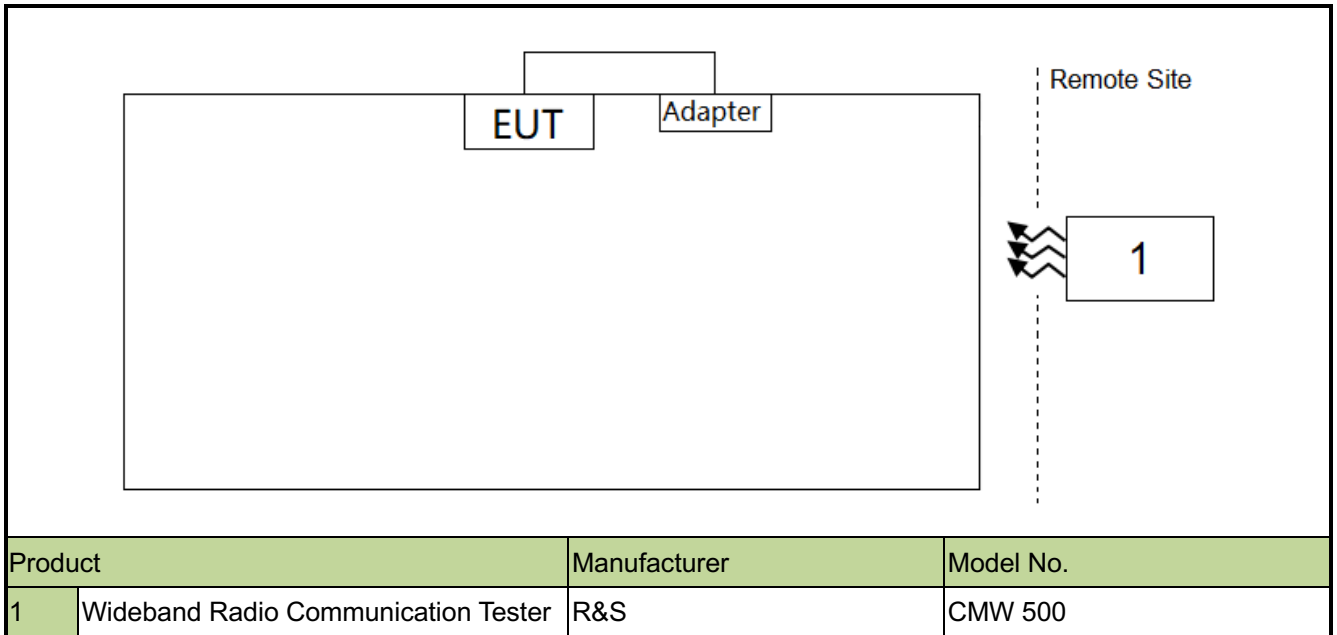 Remote Site
EUT
Adapter
1
Product Manufacturer Model No.
1 Wideband Radio Communication Tester R&S CMW 500